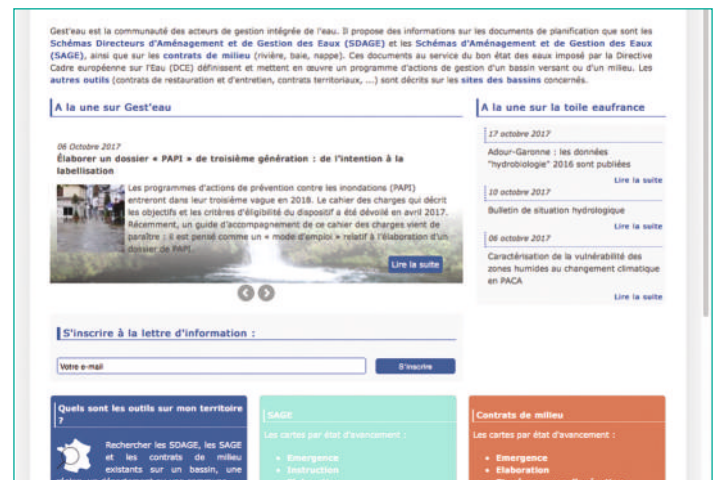 Gest'eau est la communauté des acteurs de gestion intégrée de l'eau. Il propose des informations sur les documents de planification que sont les
Schémas Directeurs d'Aménagement et de Gestion des Eaux (SDAGE) et les Schémas d'Aménagement et de Gestion des Eaux
(SAGE), ainsi que sur les contrats de milieu (rivière, baie, nappe). Ces documents au service du bon état des eaux imposé par la Directive
Cadre européenne sur l'Eau (DCE) définissent et mettent en œuvre un programme d'actions de gestion d'un bassin versant ou d'un milieu. Les
autres outils (contrats de restauration et d'entretien, contrats territoriaux, ...) sont décrits sur les sites des bassins concernés.
A la une sur Gest'eau
06 Octobre 2017
Élaborer un dossier « PAPI » de troisième génération : de l'intention à la
labellisation
Les programmes d'actions de prévention contre les inondations (PAPI)
entreront dans leur troisième vague en 2018. Le cahier des charges qui décrit
les objectifs et les critères d'éligibilité du dispositif a été dévoilé en avril 2017.
Récemment, un guide d'accompagnement de ce cahier des charges vient de
paraître : il est pensé comme un « mode d'emploi » relatif à l'élaboration d'un
dossier de PAPI.
Lire la suite
A la une sur la toile eaufrance
17 octobre 2017
Adour-Garonne : les données
"hydrobiologie" 2016 sont publiées
Lire la suite
10 octobre 2017
Bulletin de situation hydrologique
Lire la suite
06 octobre 2017
Caractérisation de la vulnérabilité des
zones humides au changement climatique
en PACA
Lire la suite
S'inscrire à la lettre d'information :
Votre e-mail
S'inscrire
Quels sont les outils sur mon territoire
?
Rechercher les SDAGE, les SAGE
et les contrats de milieu
existants sur un bassin, une
SAGE
Les cartes par état d'avancement :
• Emergence
• Instruction
Contrats de milieu
Les cartes par état d'avancement :
• Emergence
• Elaboration